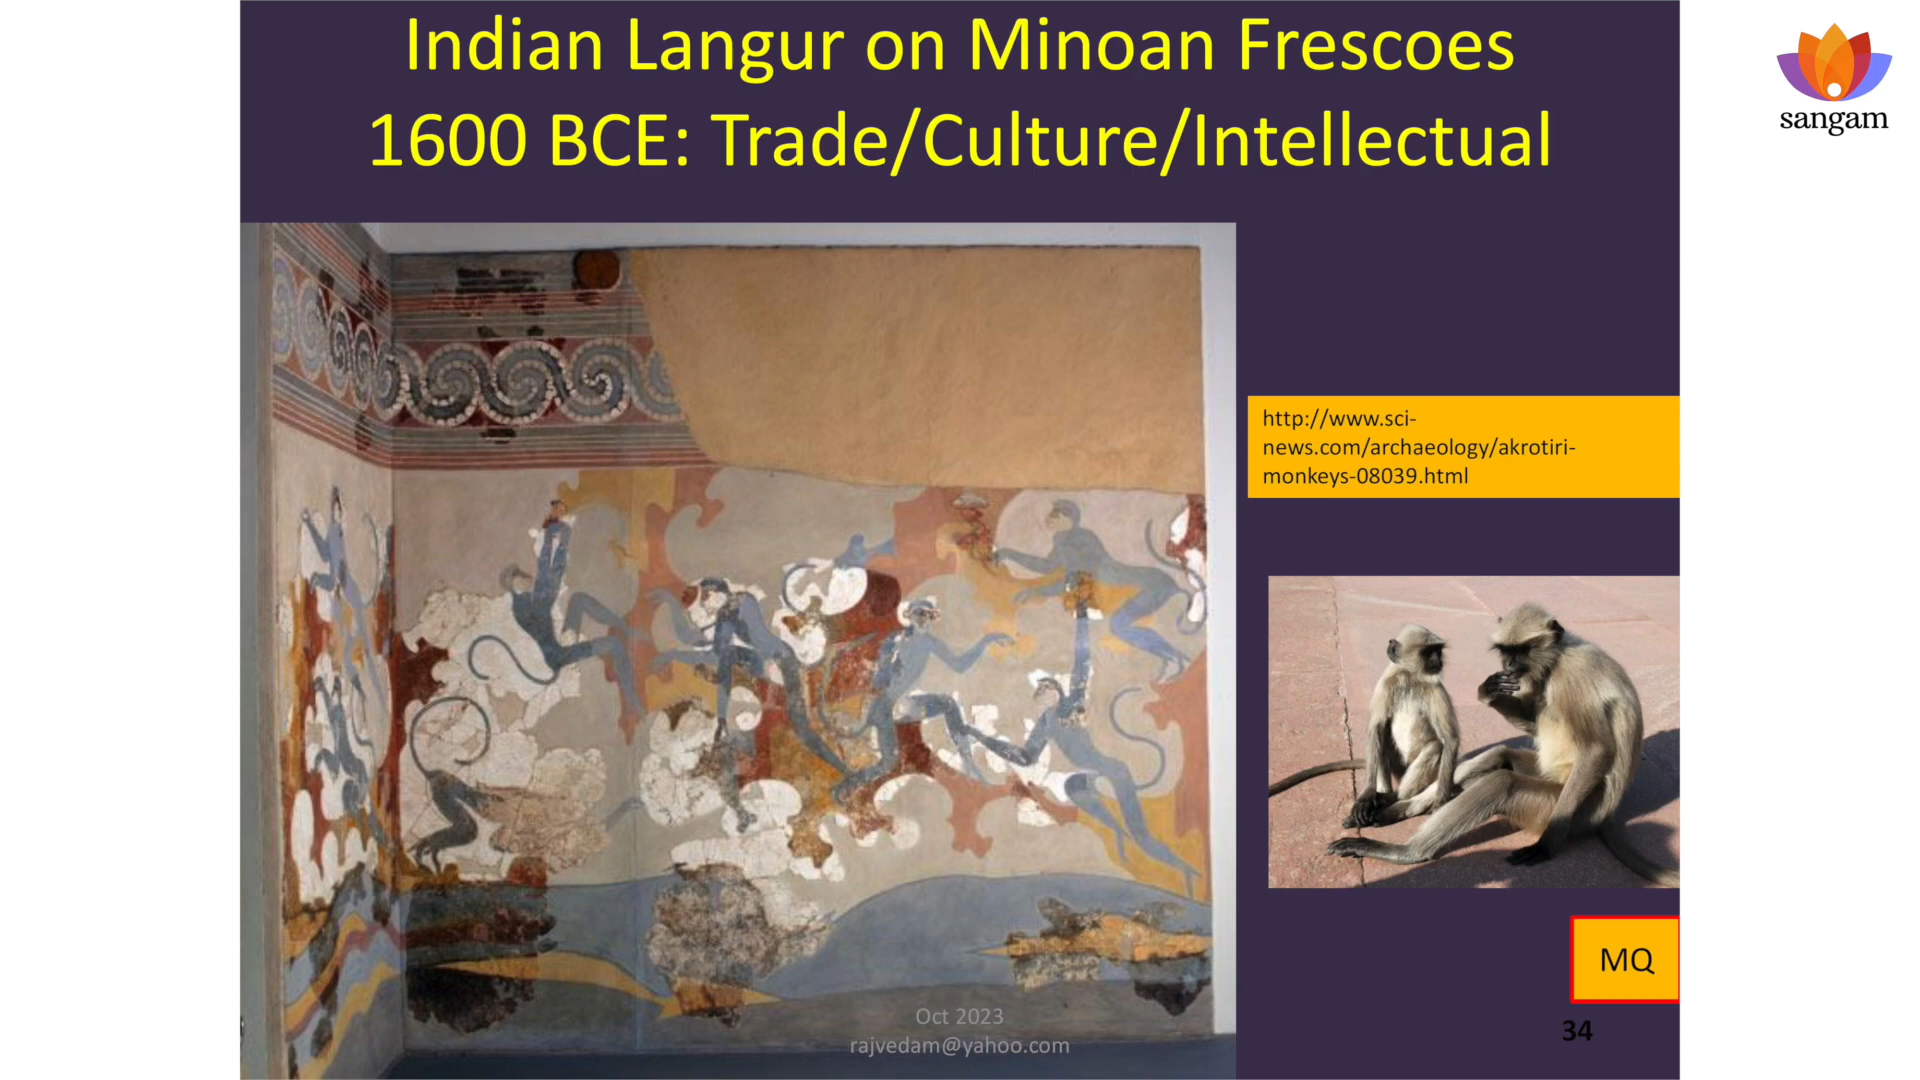 Indian Langur on Minoan Frescoes
1600 BCE: Trade/Culture/Intellectual
sangam
http://www.sci-
news.com/archaeology/akrotiri-
monkeys-08039.html
MQ
Oct 2023
rajvedam@yahoo.com
34